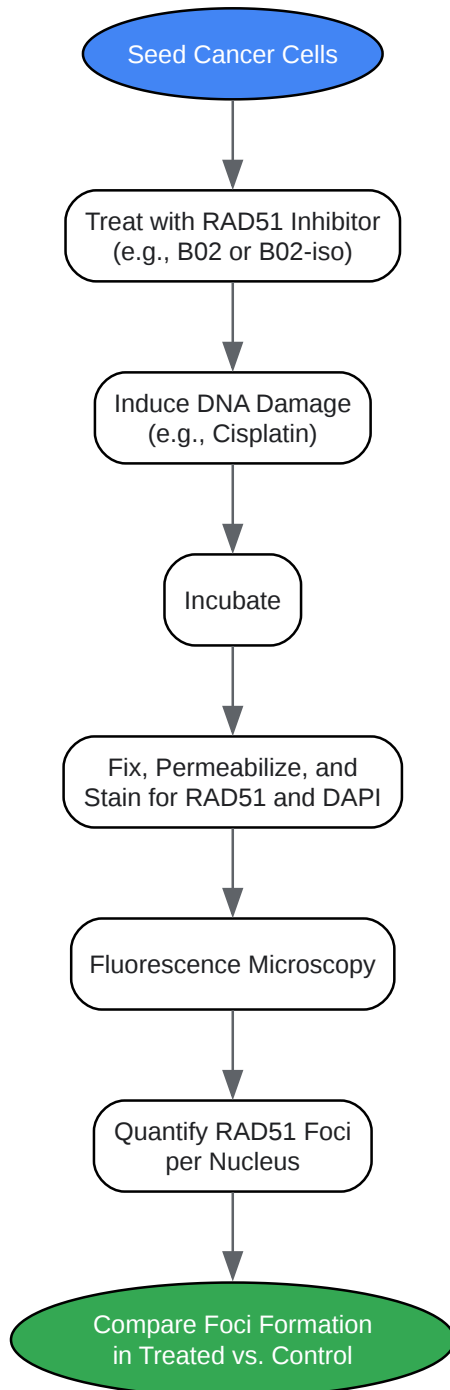 Seed Cancer Cells
Treat with RAD51 Inhibitor
(e.g., B02 or B02-iso)
Induce DNA Damage
(e.g., Cisplatin)
Incubate
Fix, Permeabilize, and
Stain for RAD51 and DAPI
Fluorescence Microscopy
Quantify RAD51 Foci
per Nucleus
Compare Foci Formation
in Treated vs. Control